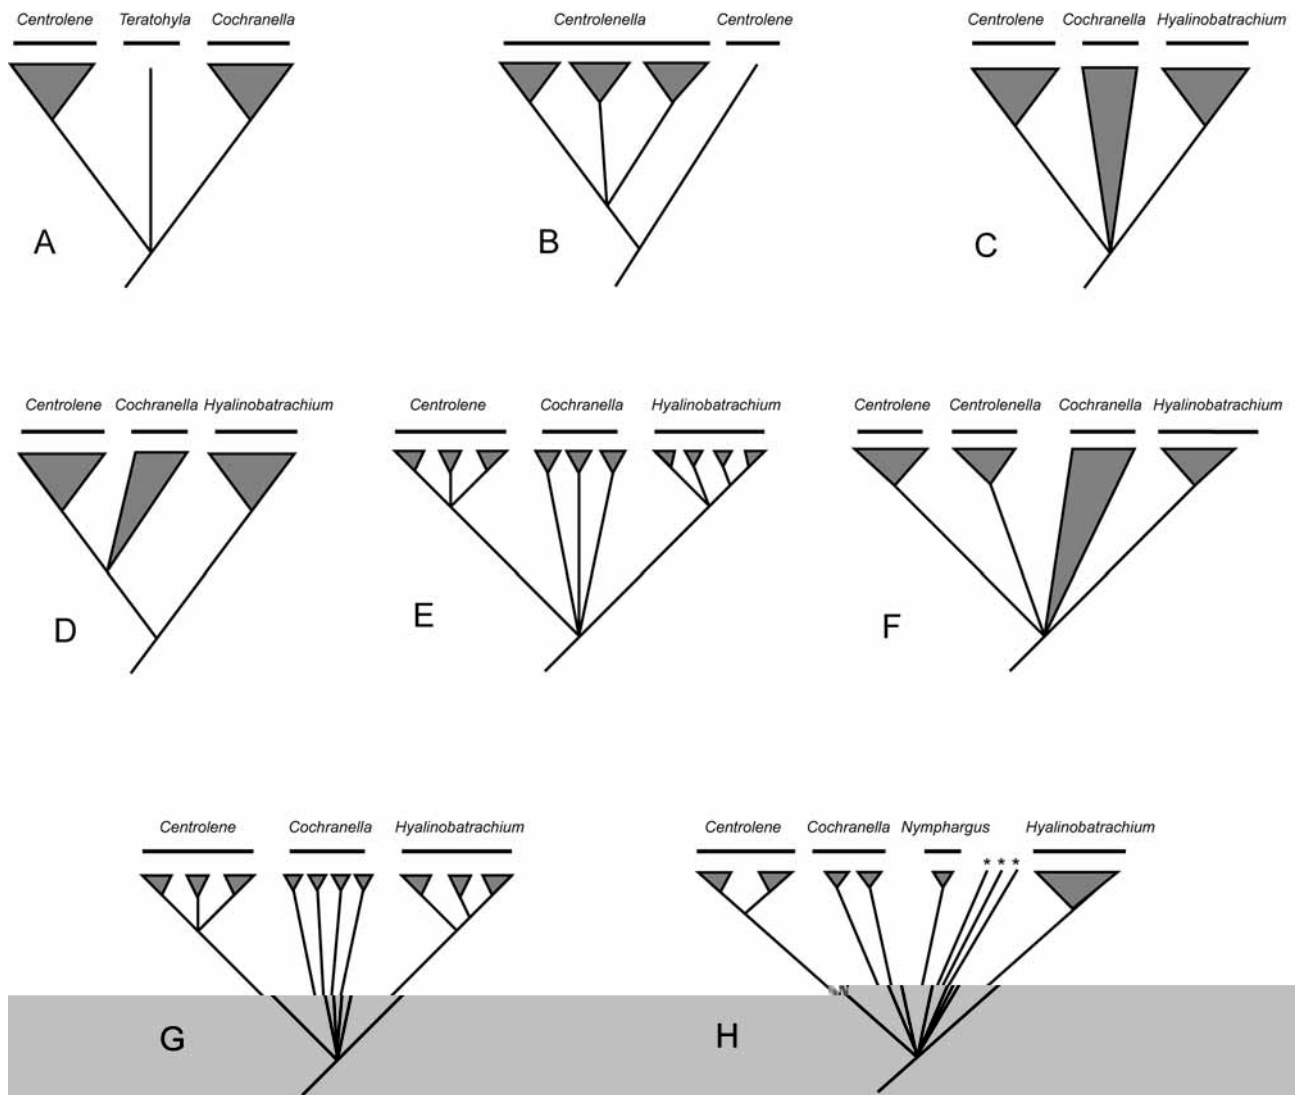 Centrolene Teratohyla Cochranella
A
Centrolenella Centrolene
B
Centrolene Cochranella Hyalinobatrachium
C
Centrolene Cochranella Hyalinobatrachium
D
Centrolene Cochranella Hyalinobatrachium
E
Centrolene Centrolenella Cochranella Hyalinobatrachium
F
Centrolene Cochranella Hyalinobatrachium
G
Centrolene Cochranella Nymphargus Hyalinobatrachium
* * *
H